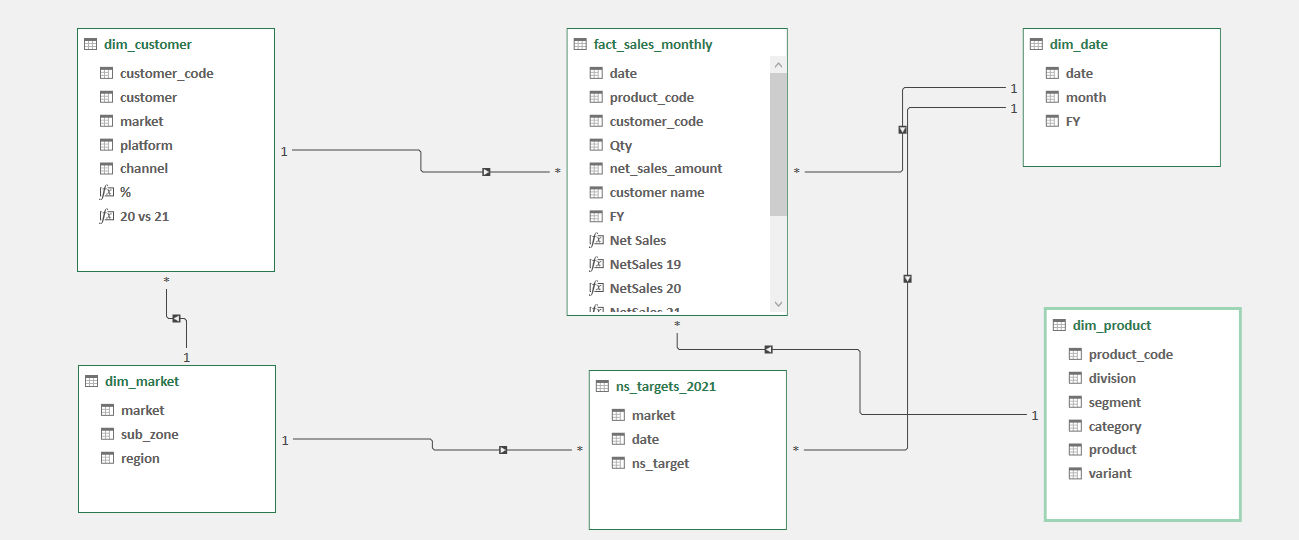 dim_customer
customer_code
customer
market
platform
channel
%
20 vs 21
fact_sales_monthly
date
product_code
customer_code
Qty
net_sales_amount
customer name
FY
Net Sales
NetSales 19
NetSales 20
NetSales 21
dim_date
date
month
FY
1
*
*
1
1
*
1
*
dim_market
market
sub_zone
region
1
*
ns_targets_2021
market
date
ns_target
*
1
dim_product
product_code
division
segment
category
product
variant